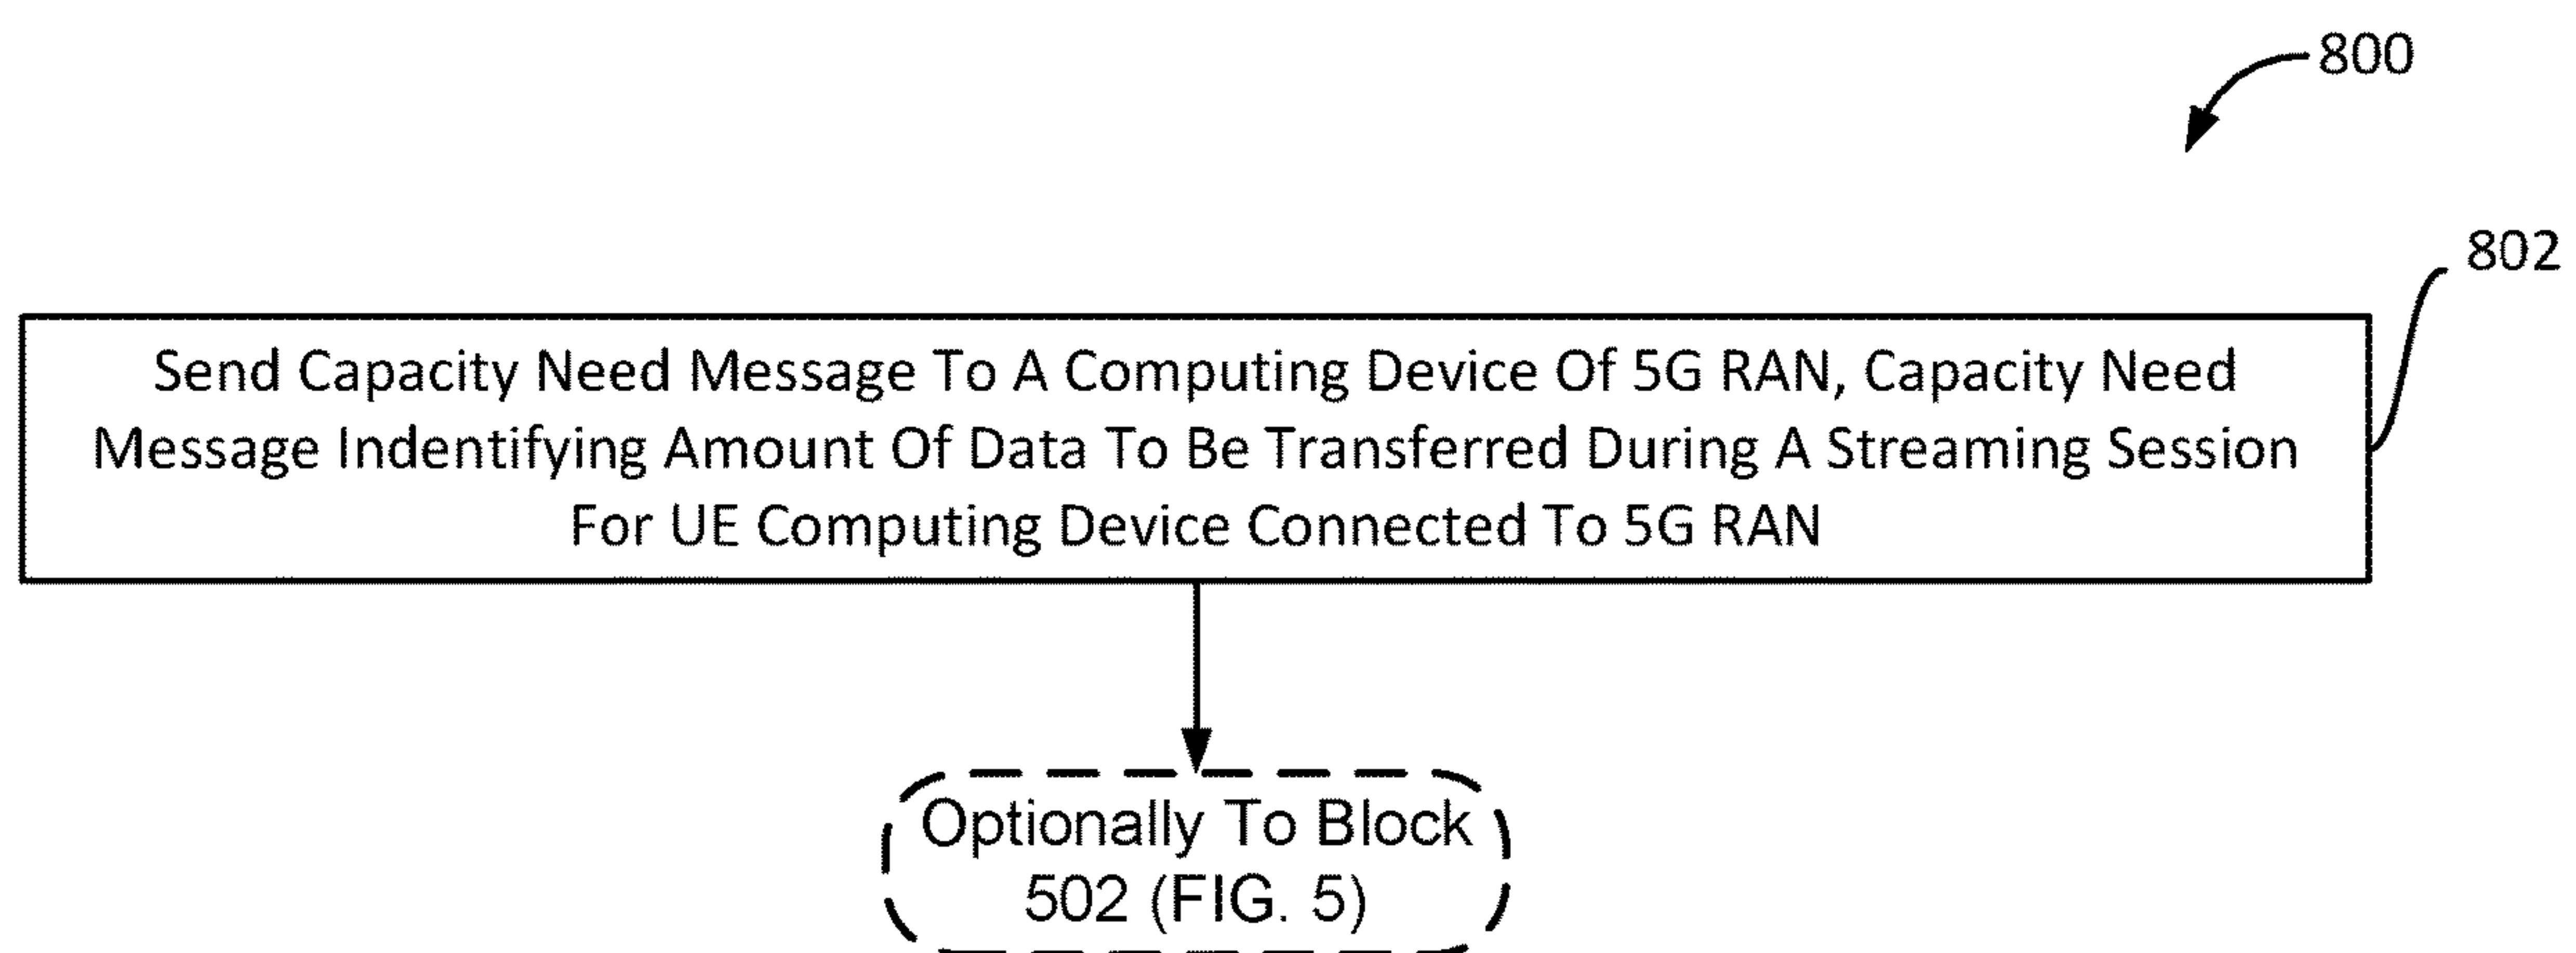 800
802
Send Capacity Need Message To A Computing Device Of 5G RAN, Capacity Need
Message Indentifying Amount Of Data To Be Transferred During A Streaming Session
For UE Computing Device Connected To 5G RAN
Optionally To Block
502 (FIG. 5)